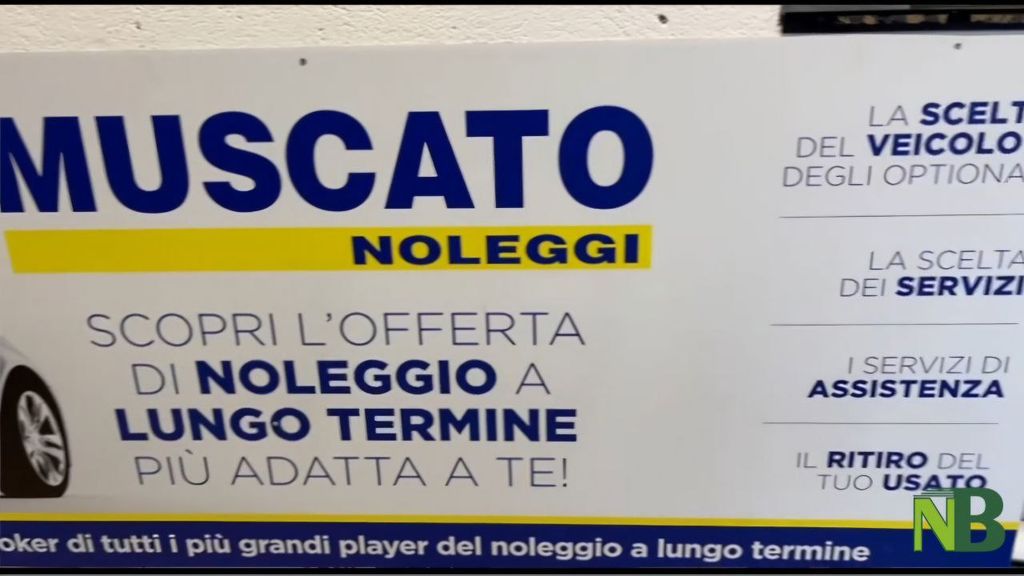 MUSCATO
NOLEGGI
SCOPRI L'OFFERTA
DI NOLEGGIO A
LUNGO TERMINE
PIÙ ADATTA A TE!
LA SCELT
DEL VEICOLO
DEGLI OPTIONA
LA SCELTA
DEI SERVIZI
I SERVIZI DI
ASSISTENZA
IL RITIRO DEL
TUO USATO
oker di tutti i più grandi player del noleggio a lungo termine
NB